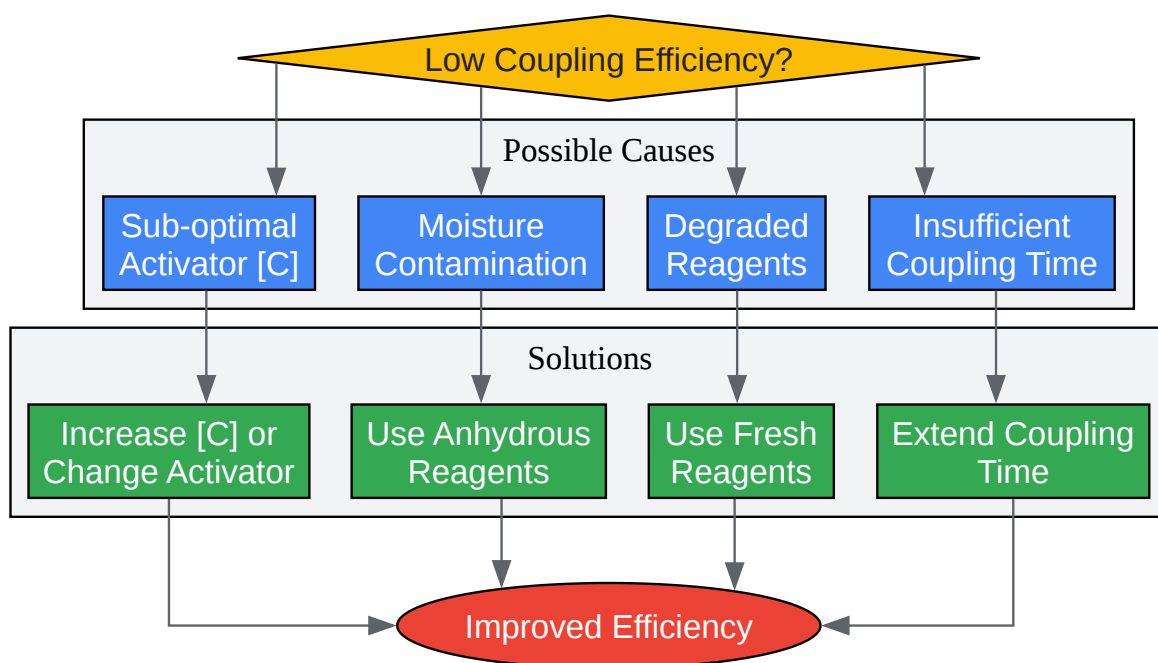 Low Coupling Efficiency?
Possible Causes
Sub-optimal
Activator [C]
Moisture
Contamination
Degraded
Reagents
Insufficient
Coupling Time
Solutions
Increase [C] or
Change Activator
Use Anhydrous
Reagents
Use Fresh
Reagents
Extend Coupling
Time
Improved Efficiency